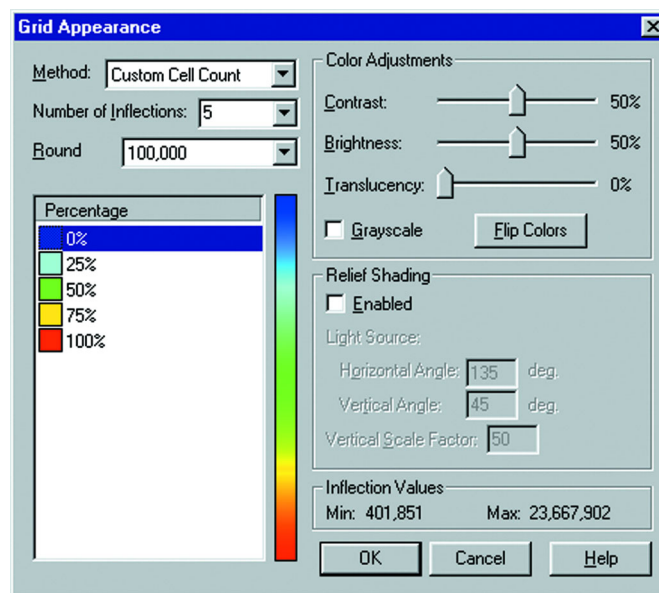 Grid Appearance
Method: Custom Cell Count
Number of Inflections: 5
Round 100,000
Percentage
0%
25%
50%
75%
100%
Color Adjustments
Contrast: 50%
Brightness: 50%
Translucency: 0%
Grayscale Flip Colors
Relief Shading
Enabled
Light Source:
Horizontal Angle: 135 deg.
Vertical Angle: 45 deg.
Vertical Scale Factor: 50
Inflection Values
Min: 401,851 Max: 23,667,902
OK Cancel Help